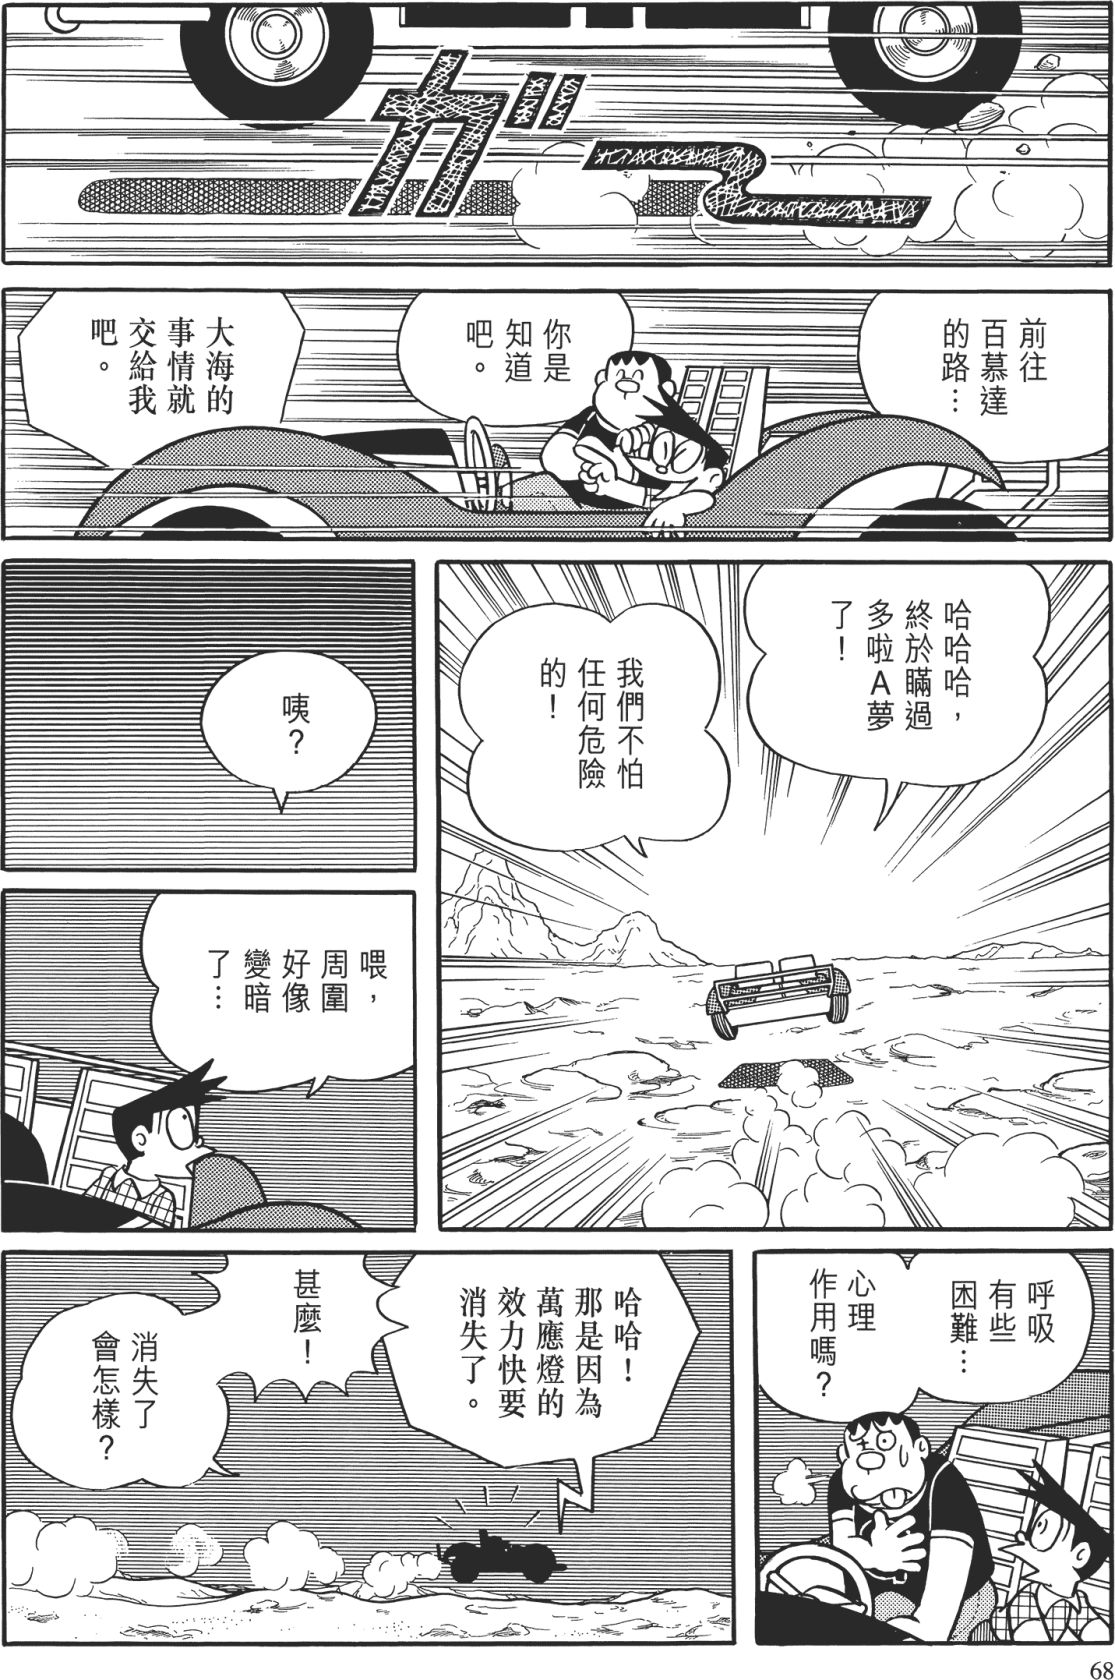 ガー
前往
百慕達
的路…
你是
知道
吧。
大海的
事情就
交給我
吧。
哈哈哈，
終於瞞過
多啦A夢
了！
我們不怕
任何危險
的！
咦？
喂，
周圍
好像
變暗
了…
呼吸
有些
困難…
心理
作用嗎？
哈哈！
那是因為
萬應燈的
效力快要
消失了。
甚麼！
消失了
會怎樣？
68